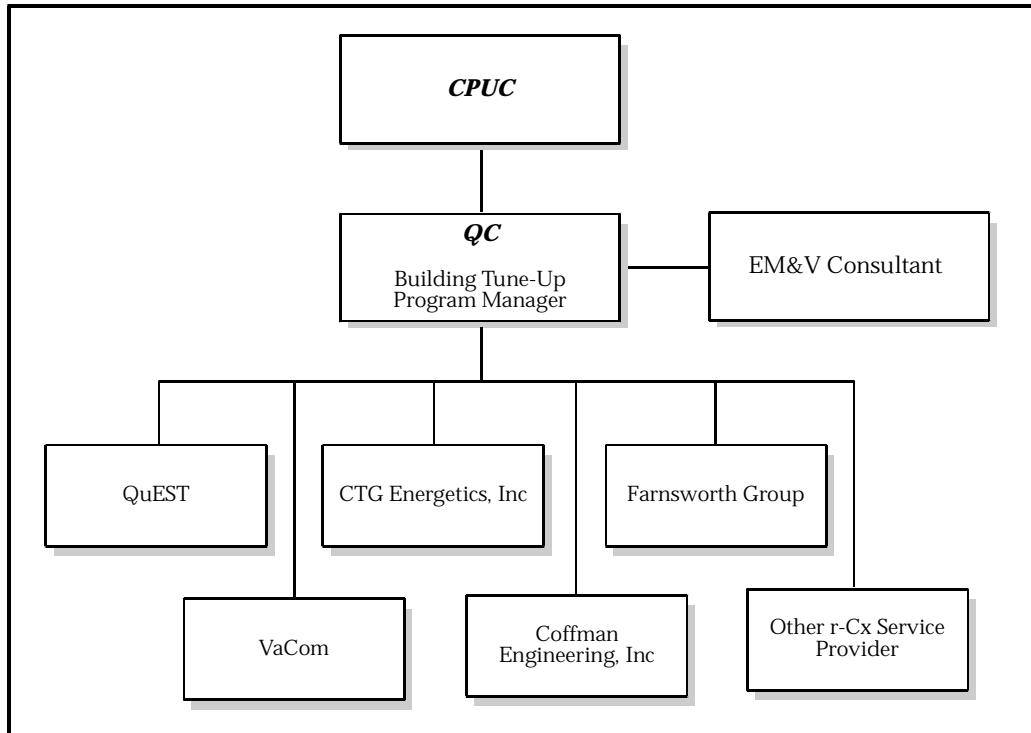 CPUC
QC
Building Tune-Up
Program Manager
EM&V Consultant
QuEST
CTG Energetics, Inc
Farnsworth Group
VaCom
Coffman
Engineering, Inc
Other r-Cx Service
Provider